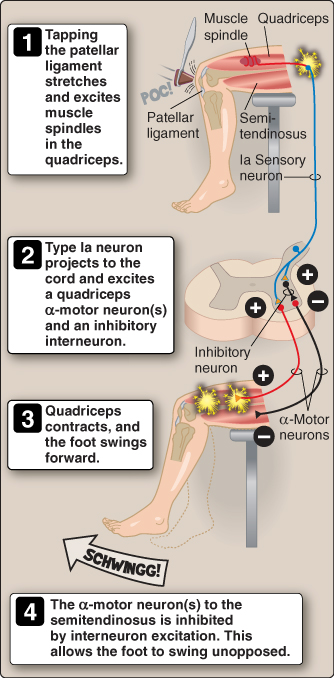 1
Tapping
the patellar
ligament
stretches
and excites
muscle
spindles
in the
quadriceps.
Muscle
spindle
Quadriceps
POC!
Patellar
ligament
Semi-
tendinosus
Ia Sensory
neuron
2
Type Ia neuron
projects to the
cord and excites
a quadriceps
α-motor neuron(s)
and an inhibitory
interneuron.
+
+
−
Inhibitory
neuron
+
3
Quadriceps
contracts, and
the foot swings
forward.
−
α-Motor
neurons
SCHWINGG!
4
The α-motor neuron(s) to the
semitendinosus is inhibited
by interneuron excitation. This
allows the foot to swing unopposed.